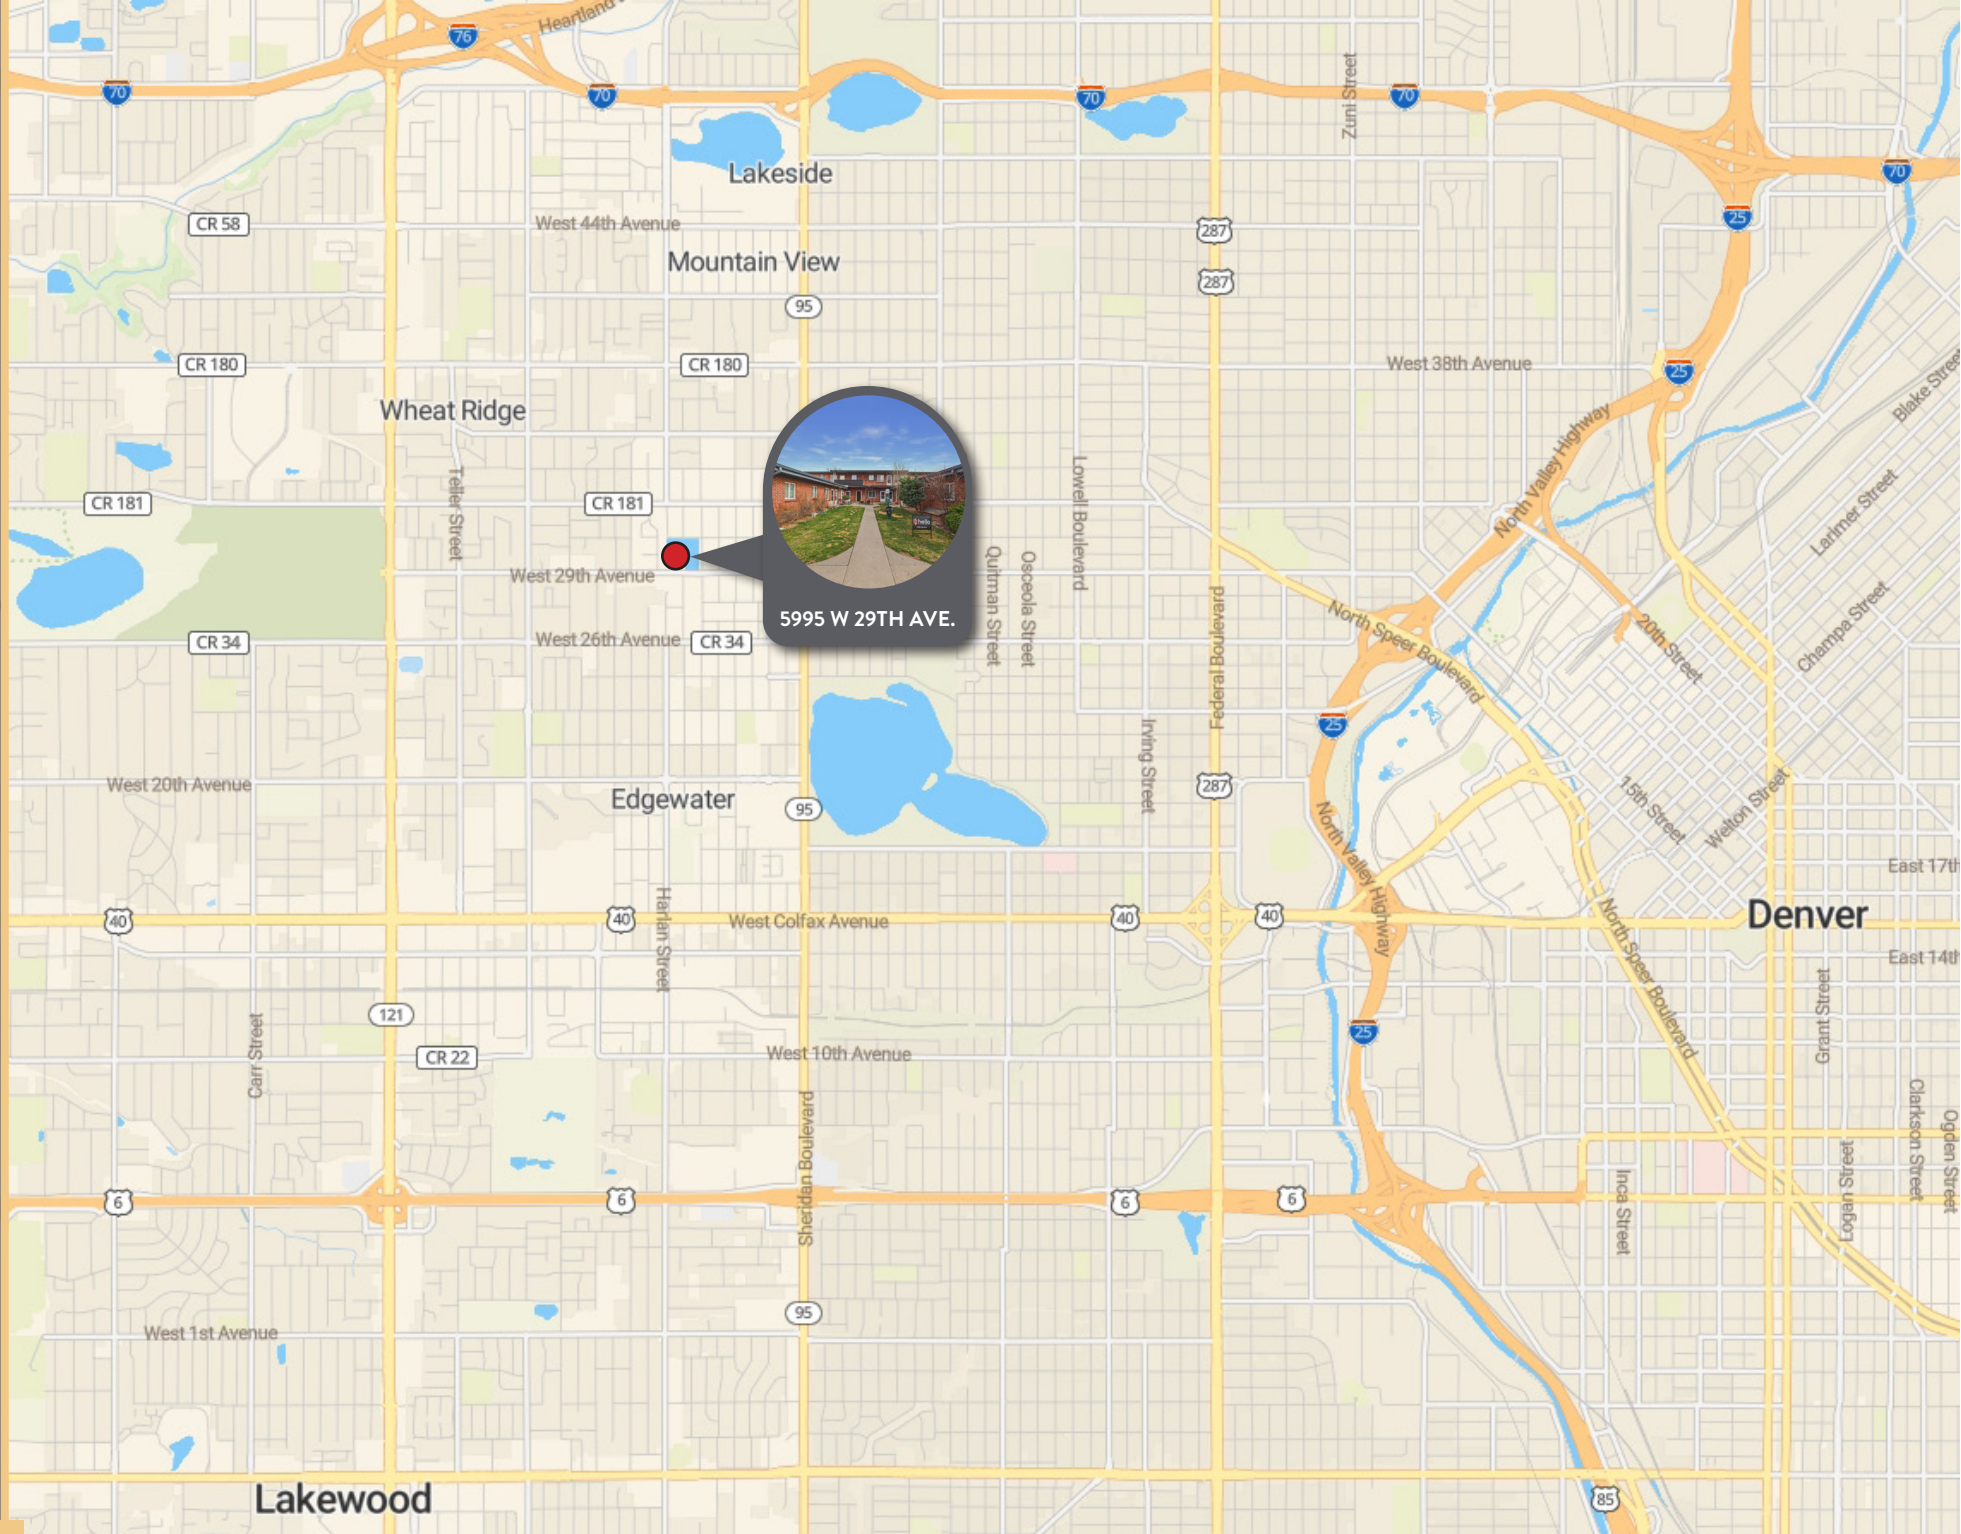 76
Heartland
70
70
70
70
Zuni Street
70
Lakeside
25
CR 58
West 44th Avenue
287
Mountain View
287
95
CR 180
CR 180
West 38th Avenue
25
Wheat Ridge
Blake Street
North Valley Highway
Teller Street
Lowell Boulevard
CR 181
CR 181
Larimer Street
hello
West 29th Avenue
Quitman Street
Osceola Street
5995 W 29TH AVE.
Federal Boulevard
North Speer Boulevard
20th Street
Champa Street
CR 34
West 26th Avenue
CR 34
25
Irving Street
West 20th Avenue
287
Edgewater
95
15th Street
Welton Street
North Valley Highway
East 17th
Harlan Street
40
40
West Colfax Avenue
40
40
Denver
North Speer Boulevard
East 14th
121
25
Grant Street
Carr Street
CR 22
West 10th Avenue
Sheridan Boulevard
Clarkson Street
Ogden Street
Logan Street
Inca Street
6
6
6
6
95
West 1st Avenue
Lakewood
85